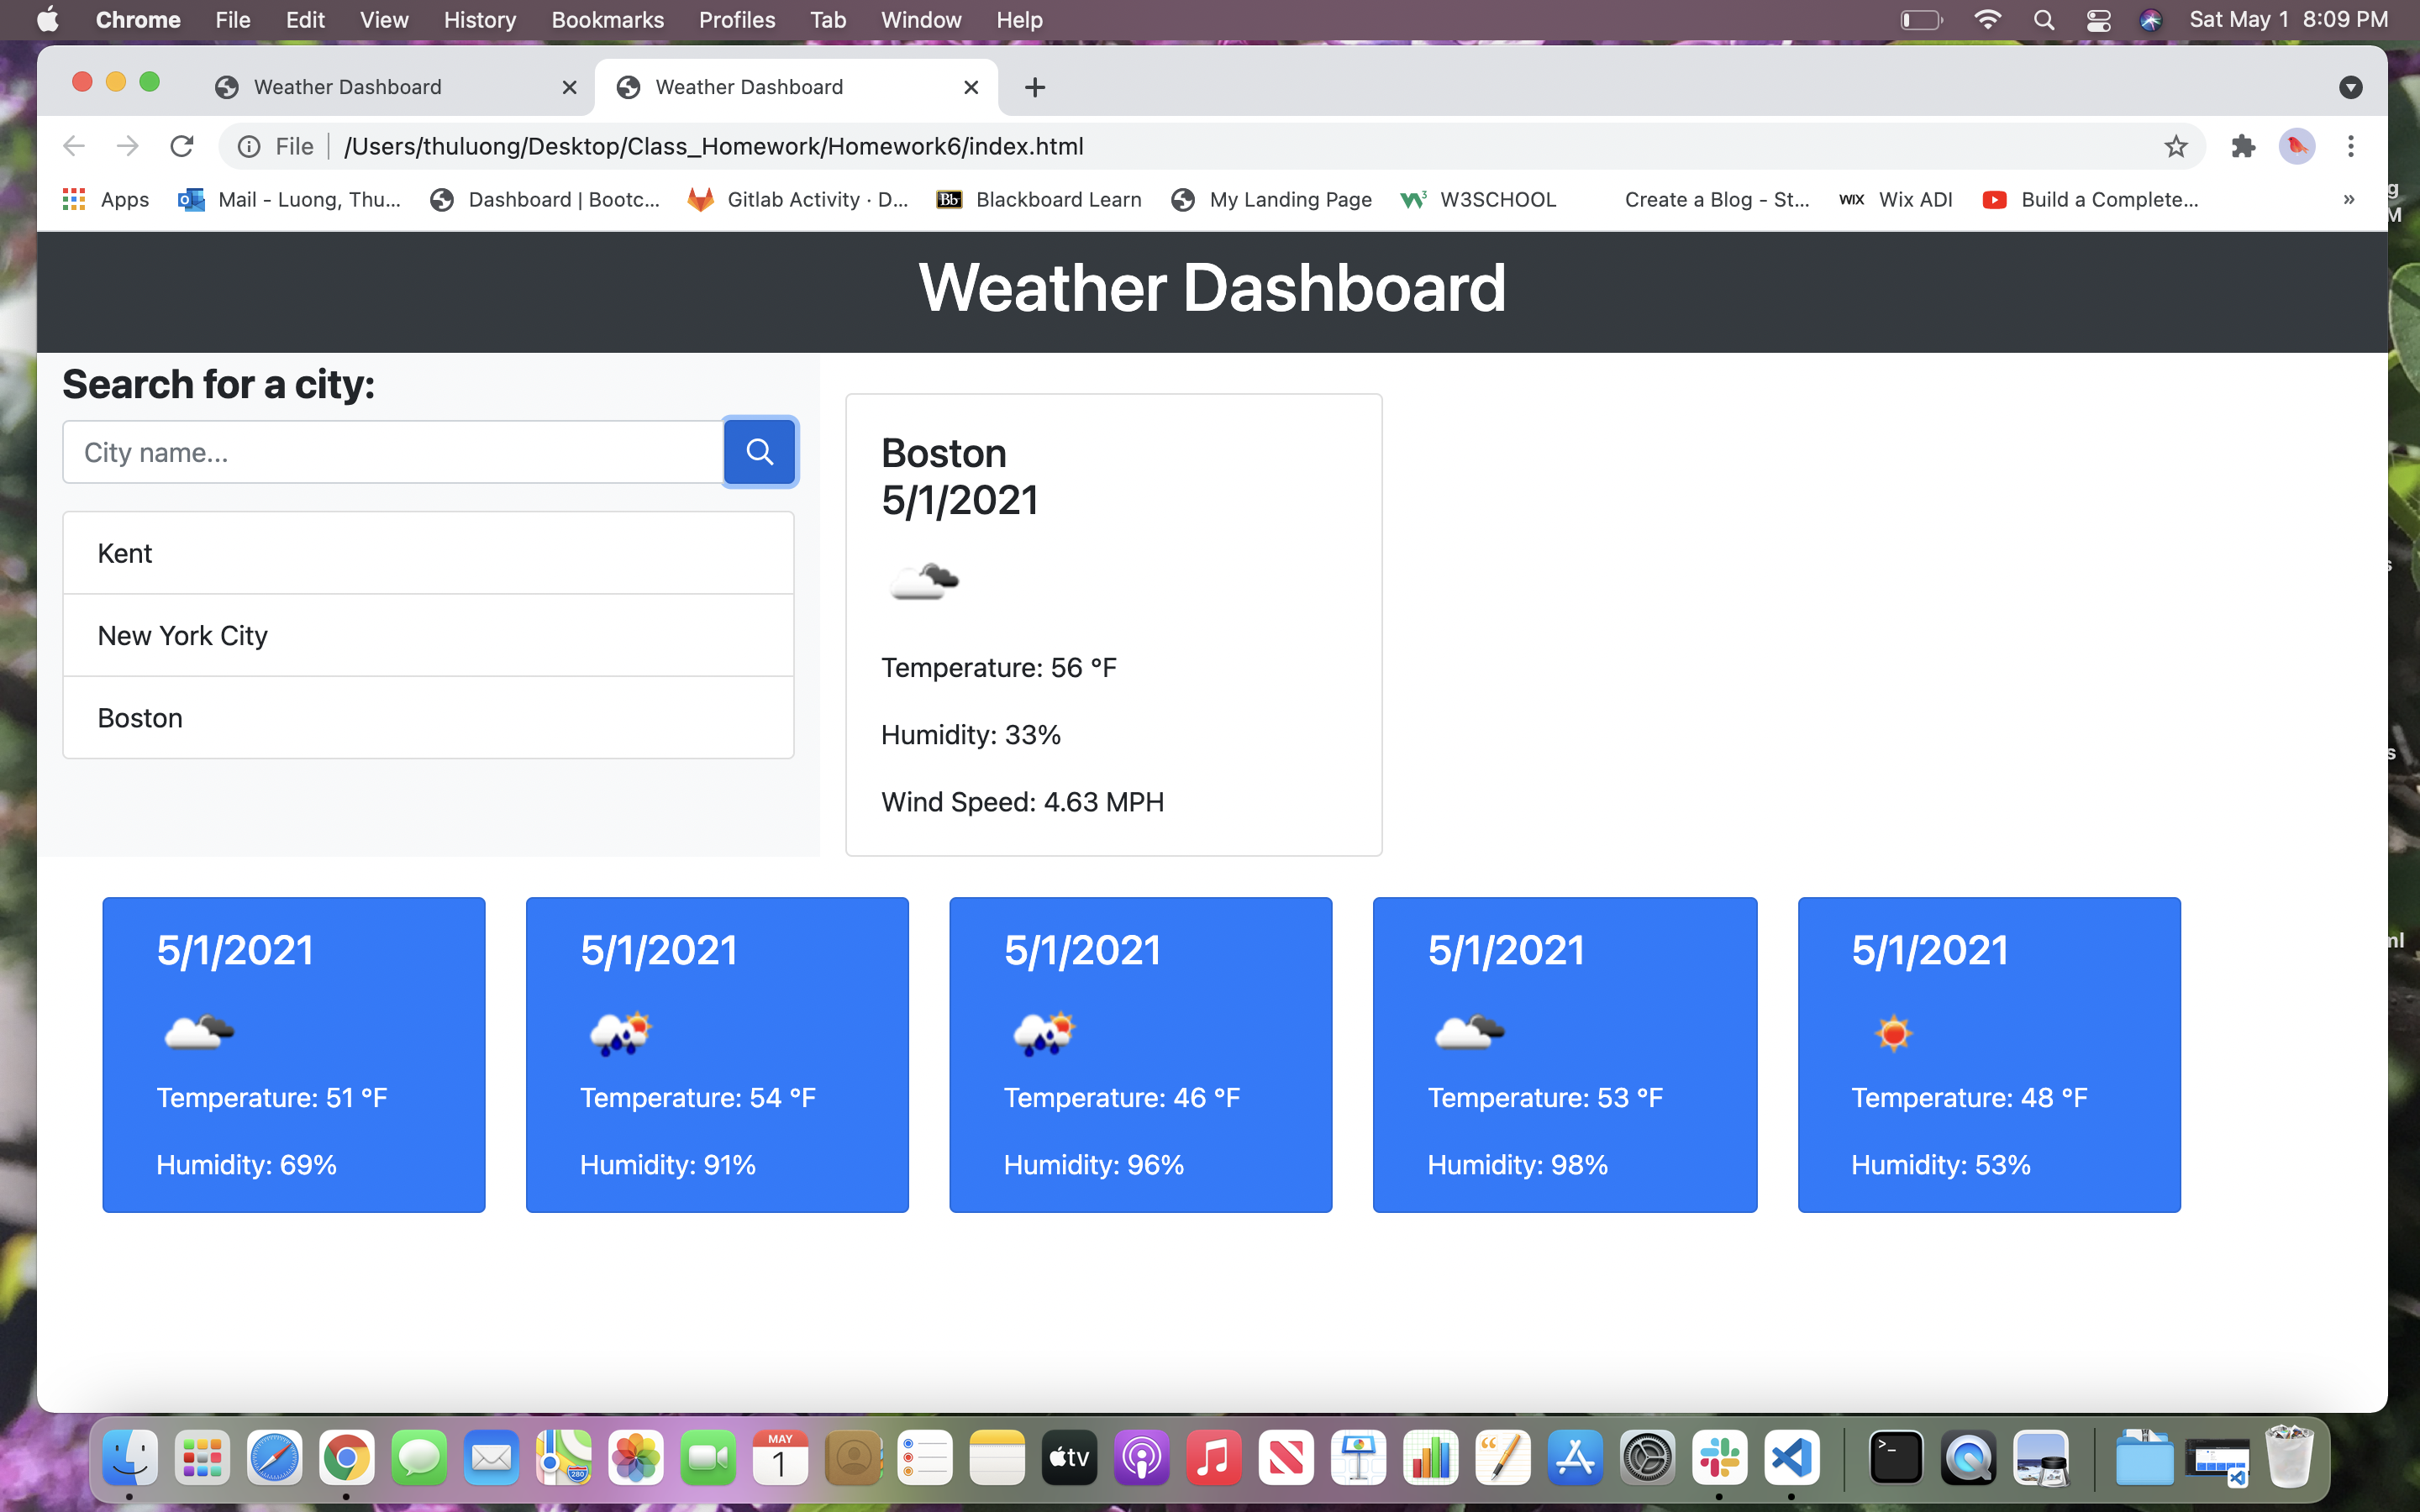 Chrome File Edit View History Bookmarks Profiles Tab Window Help Sat May 1 8:09 PM
Weather Dashboard Weather Dashboard
File /Users/thuluong/Desktop/Class_Homework/Homework6/index.html
Apps Mail - Luong, Thu... Dashboard | Bootc... Gitlab Activity · D... Bb Blackboard Learn My Landing Page W3SCHOOL Create a Blog - St... WIX Wix ADI Build a Complete... »
Weather Dashboard
Search for a city:
City name...
Kent
New York City
Boston
Boston
5/1/2021
Temperature: 56 °F
Humidity: 33%
Wind Speed: 4.63 MPH
5/1/2021
Temperature: 51 °F
Humidity: 69%
5/1/2021
Temperature: 54 °F
Humidity: 91%
5/1/2021
Temperature: 46 °F
Humidity: 96%
5/1/2021
Temperature: 53 °F
Humidity: 98%
5/1/2021
Temperature: 48 °F
Humidity: 53%
MAY
1
280
tv